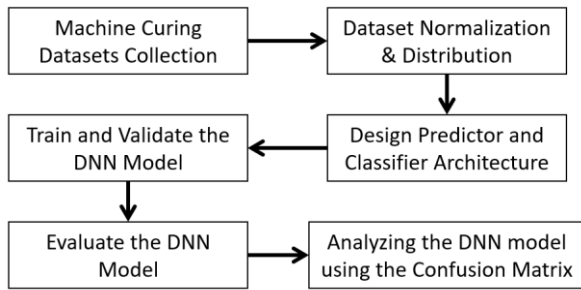 Machine Curing
Datasets Collection
Dataset Normalization
& Distribution
Design Predictor and
Classifier Architecture
Train and Validate the
DNN Model
Evaluate the DNN
Model
Analyzing the DNN model
using the Confusion Matrix